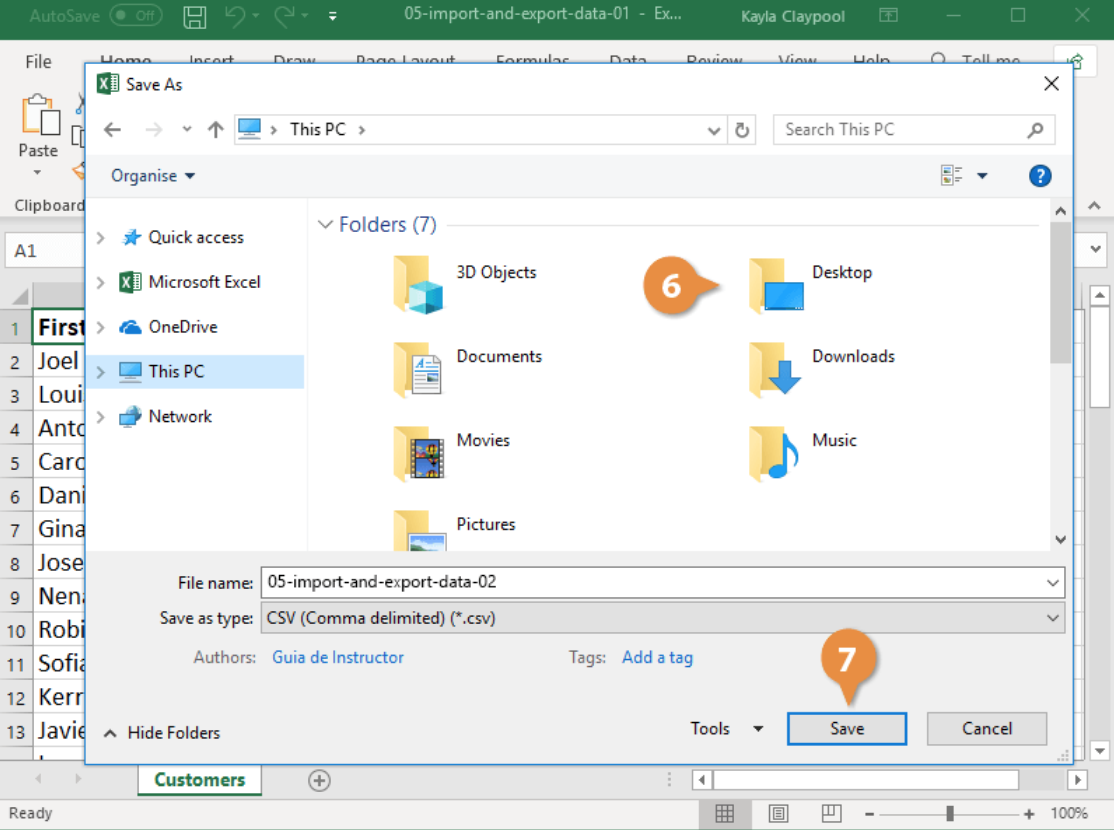 AutoSave Off 05-import-and-export-data-01 - Ex... Kayla Claypool
File Home Insert Draw Page Layout Formulas Data Review View Help Tell me
Save As
This PC
Search This PC
Paste
Organise
Clipboard
Quick access
Microsoft Excel
OneDrive
This PC
Network
Folders (7)
3D Objects
6
Desktop
Documents
Downloads
Movies
Music
Pictures
A1
1 First
2 Joel
3 Loui
4 Anto
5 Caro
6 Dani
7 Gina
8 Jose
9 Nena
10 Robi
11 Sofia
12 Kerr
13 Javie
File name: 05-import-and-export-data-02
Save as type: CSV (Comma delimited) (*.csv)
Authors: Guia de Instructor Tags: Add a tag
7
Hide Folders Tools Save Cancel
Customers
Ready 100%